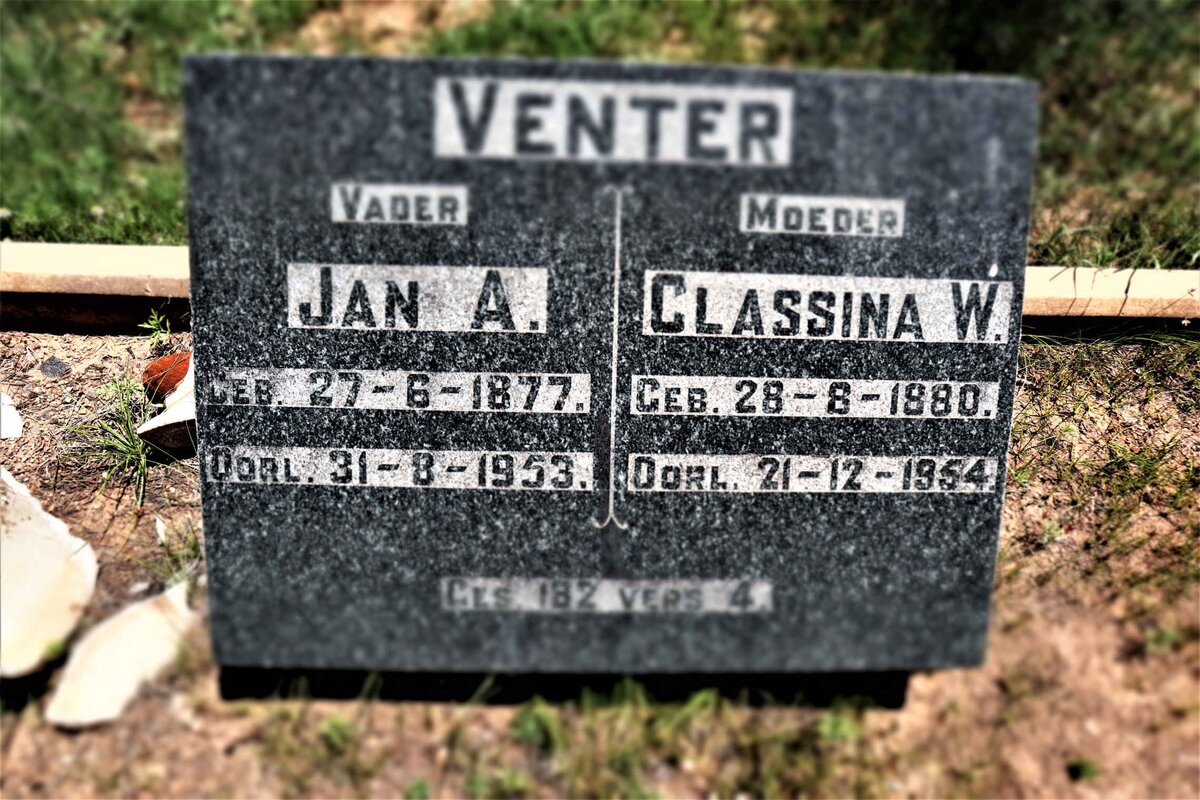 VENTER
VADER
JAN A.
GEB. 27-6-1877.
OORL. 31-8-1953.
MOEDER
CLASSINA W.
GEB. 28-8-1880.
OORL. 21-12-1954.
GES 182 VERS 4.